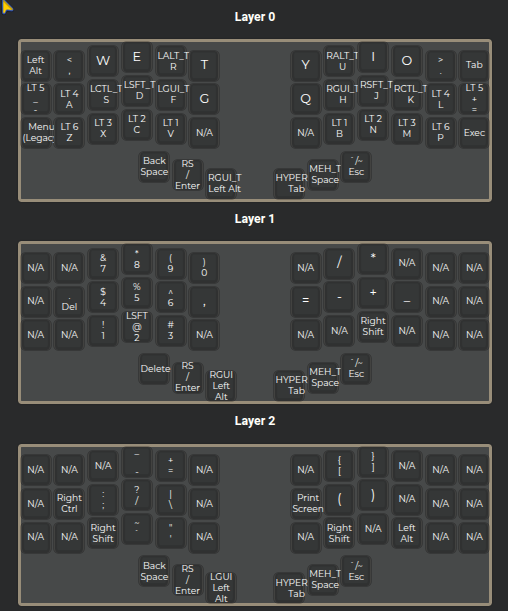 Layer 0
Left Alt
<
,
W
E
LALT_T
R
T
Y
RALT_T
U
I
O
>
.
Tab
LT 5
_
-
LT 4
A
LCTL_T
S
LSFT_T
D
LGUI_T
F
G
Q
RGUI_T
H
RSFT_T
J
RCTL_T
K
LT 4
L
LT 5
+
=
Menu
(Legac
LT 6
Z
LT 3
X
LT 2
C
LT 1
V
N/A
N/A
LT 1
B
LT 2
N
LT 3
M
LT 6
P
Exec
Back
Space
RS
/
Enter
RGUI_T
Left Alt
HYPER
Tab
MEH_T
Space
`/~
Esc
Layer 1
N/A
N/A
&
7
*
8
(
9
)
0
N/A
/
*
N/A
N/A
N/A
N/A
.
Del
$
4
%
5
^
6
,
=
-
+
_
N/A
N/A
N/A
N/A
!
1
LSFT
@
2
#
3
N/A
N/A
N/A
Right
Shift
N/A
N/A
N/A
Delete
RS
/
Enter
RGUI
Left
Alt
HYPER
Tab
MEH_T
Space
`/~
Esc
Layer 2
N/A
N/A
N/A
_
-
+
=
N/A
N/A
{
[
}
]
N/A
N/A
N/A
N/A
Right
Ctrl
:
;
?
/
|
\
N/A
Print
Screen
(
)
N/A
N/A
N/A
N/A
N/A
Right
Shift
~
`
"
'
N/A
N/A
Right
Shift
N/A
Left
Alt
N/A
N/A
Back
Space
RS
/
Enter
LGUI
Left
Alt
HYPER
Tab
MEH_T
Space
`/~
Esc